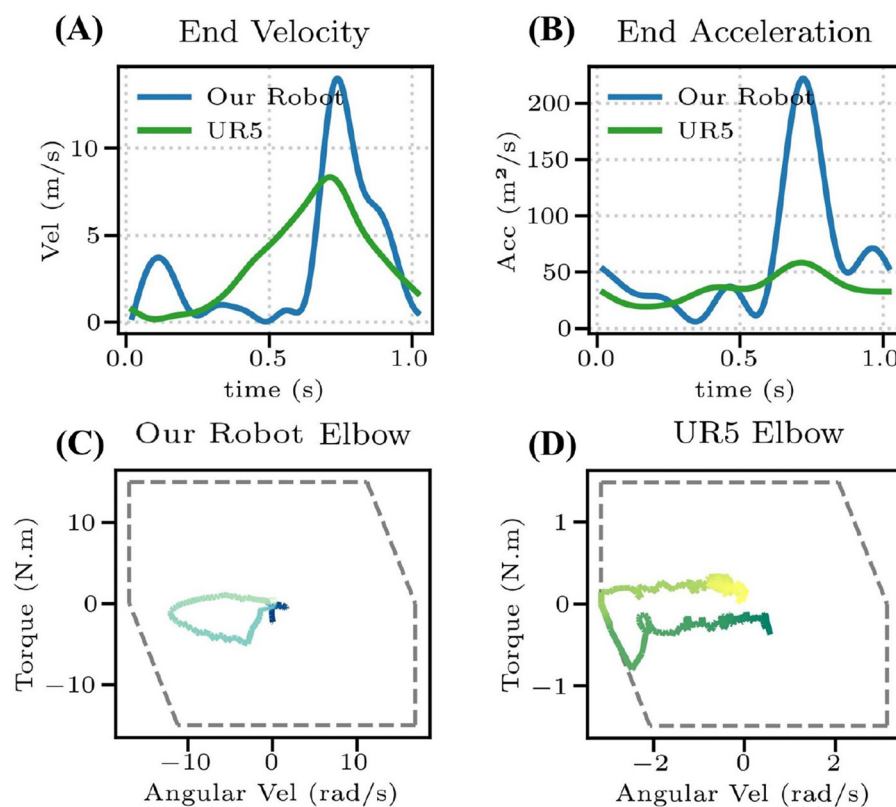 (A) End Velocity
Our Robot
UR5
10
5
0
Vel (m/s)
0.0 0.5 1.0
time (s)
(B) End Acceleration
Our Robot
UR5
200
150
100
50
0
Acc (m²/s)
0.0 0.5 1.0
time (s)
(C) Our Robot Elbow
10
0
−10
Torque (N.m)
−10 0 10
Angular Vel (rad/s)
(D) UR5 Elbow
1
0
−1
Torque (N.m)
−2 0 2
Angular Vel (rad/s)